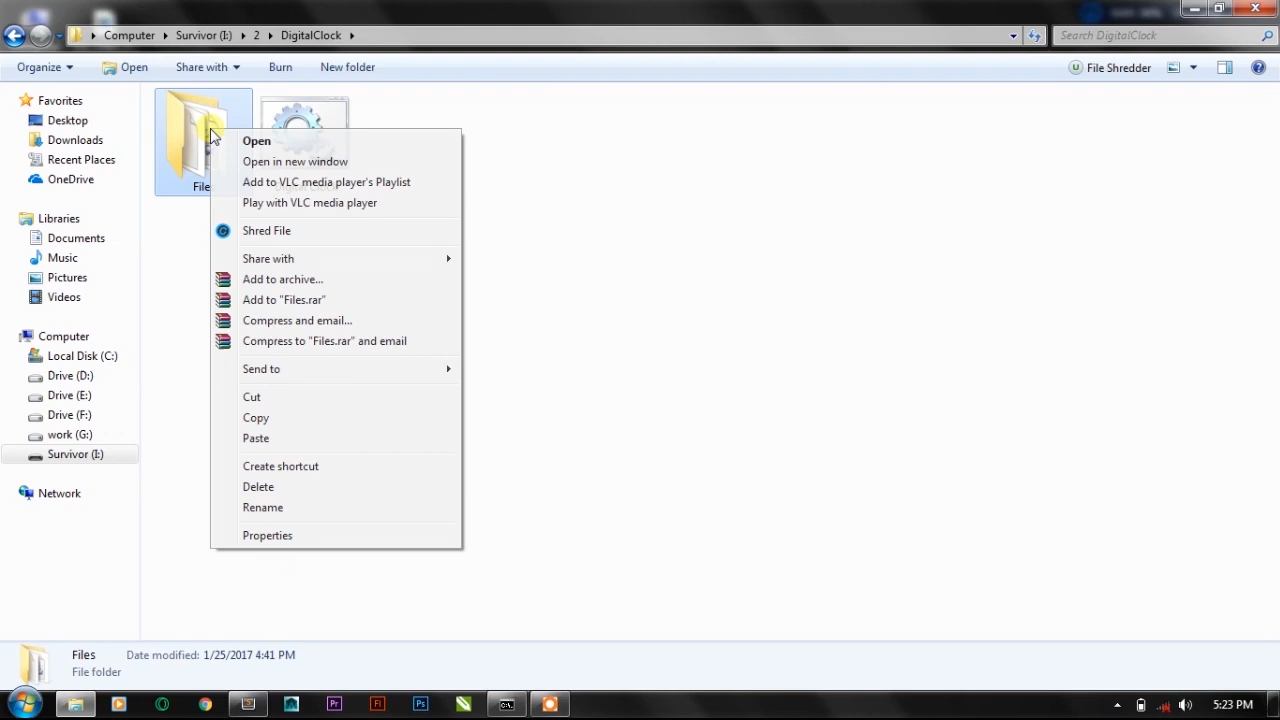 Computer Survivor (I:) 2 DigitalClock
Search DigitalClock
Organize Open Share with Burn New folder
File Shredder
Favorites
Desktop
Downloads
Recent Places
OneDrive
Libraries
Documents
Music
Pictures
Videos
Computer
Local Disk (C:)
Drive (D:)
Drive (E:)
Drive (F:)
work (G:)
Survivor (I:)
Network
File
Open
Open in new window
Add to VLC media player's Playlist
Play with VLC media player
Shred File
Share with
Add to archive...
Add to "Files.rar"
Compress and email...
Compress to "Files.rar" and email
Send to
Cut
Copy
Paste
Create shortcut
Delete
Rename
Properties
Files Date modified: 1/25/2017 4:41 PM
File folder
Pr Fl Ps
5:23 PM